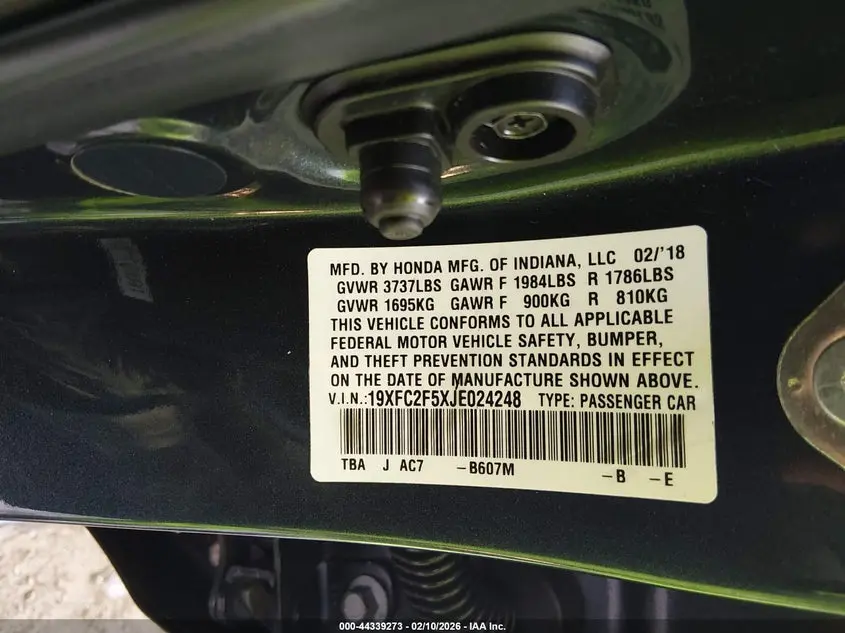 MFD. BY HONDA MFG. OF INDIANA, LLC 02/'18
GVWR 3737LBS GAWR F 1984LBS R 1786LBS
GVWR 1695KG GAWR F 900KG R 810KG
THIS VEHICLE CONFORMS TO ALL APPLICABLE
FEDERAL MOTOR VEHICLE SAFETY, BUMPER,
AND THEFT PREVENTION STANDARDS IN EFFECT
ON THE DATE OF MANUFACTURE SHOWN ABOVE.
V.I.N.:19XFC2F5XJE024248 TYPE: PASSENGER CAR
TBA J AC7 -B607M -B -E
000-44339273 - 02/10/2026 - IAA Inc.